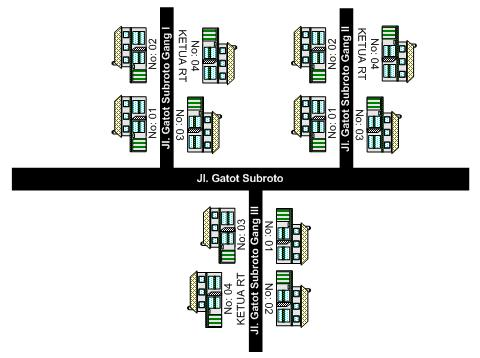 No: 02
Jl. Gatot Subroto Gang I
No: 04
KETUA RT
No: 01
No: 03
No: 02
Jl. Gatot Subroto Gang II
No: 04
KETUA RT
No: 01
No: 03
Jl. Gatot Subroto
No: 03
Jl. Gatot Subroto Gang III
No: 01
No: 04
KETUA RT
No: 02